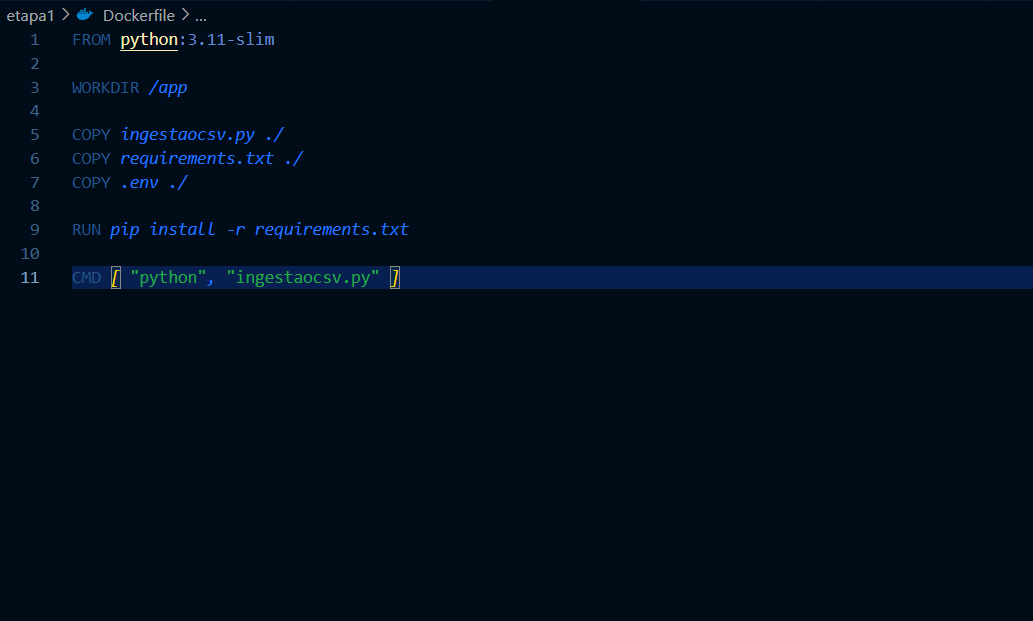 etapa1 > Dockerfile > ...
1 FROM python:3.11-slim
2
3 WORKDIR /app
4
5 COPY ingestaocsv.py ./
6 COPY requirements.txt ./
7 COPY .env ./
8
9 RUN pip install -r requirements.txt
10
11 CMD [ "python", "ingestaocsv.py" ]